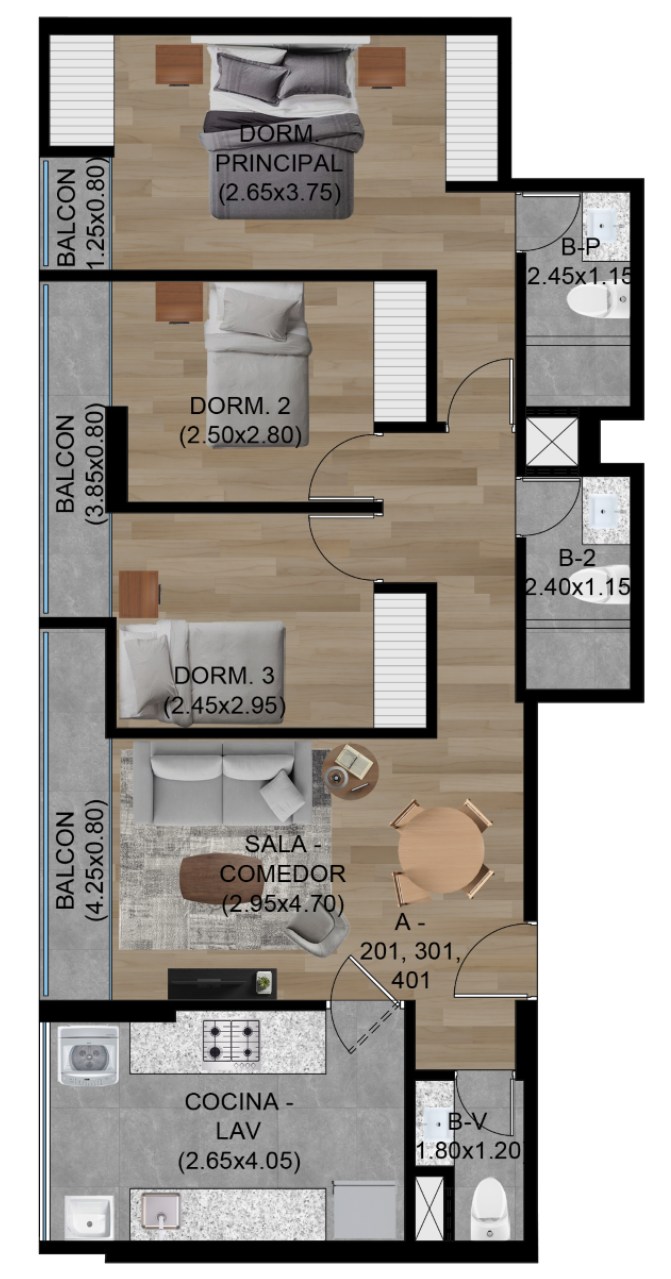 DORM.
PRINCIPAL
(2.65x3.75)
BALCON
1.25x0.80)
B-P
2.45x1.15
DORM. 2
(2.50x2.80)
BALCON
(3.85x0.80)
B-2
2.40x1.15
DORM. 3
(2.45x2.95)
SALA -
COMEDOR
(2.95x4.70)
BALCON
(4.25x0.80)
A -
201, 301,
401
COCINA -
LAV
(2.65x4.05)
B-V
1.80x1.20